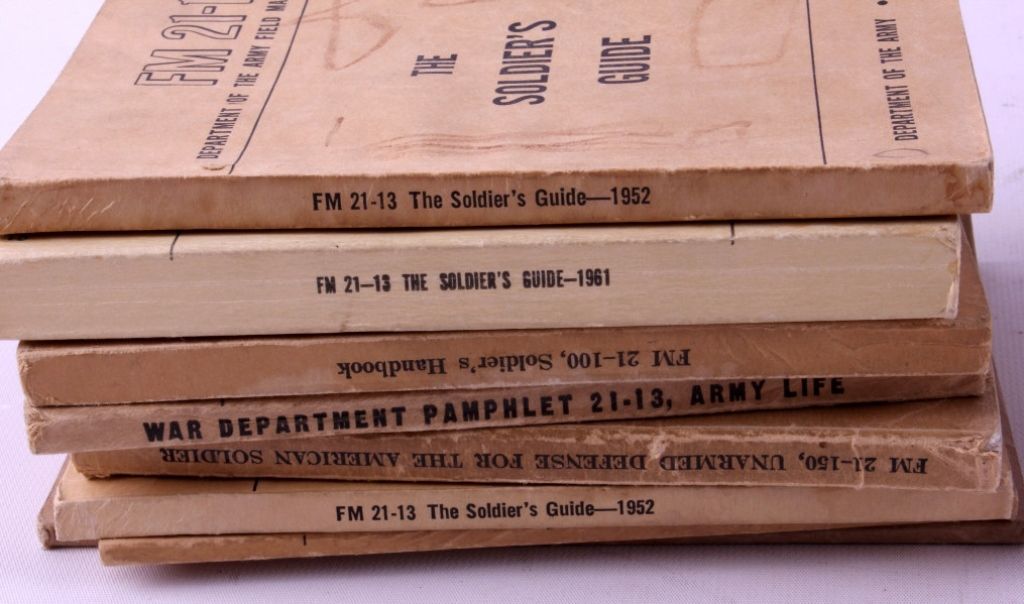 FM 21-1
DEPARTMENT OF THE ARMY FIELD
THE
SOLDIER'S
GUIDE
DEPARTMENT OF THE ARMY •
FM 21-13 The Soldier's Guide—1952
FM 21-13 THE SOLDIER'S GUIDE—1961
FM 21-100, Soldier's Handbook
WAR DEPARTMENT PAMPHLET 21-13, ARMY LIFE
FM 21-150, UNARMED DEFENSE FOR THE AMERICAN SOLDIER
FM 21-13 The Soldier's Guide—1952